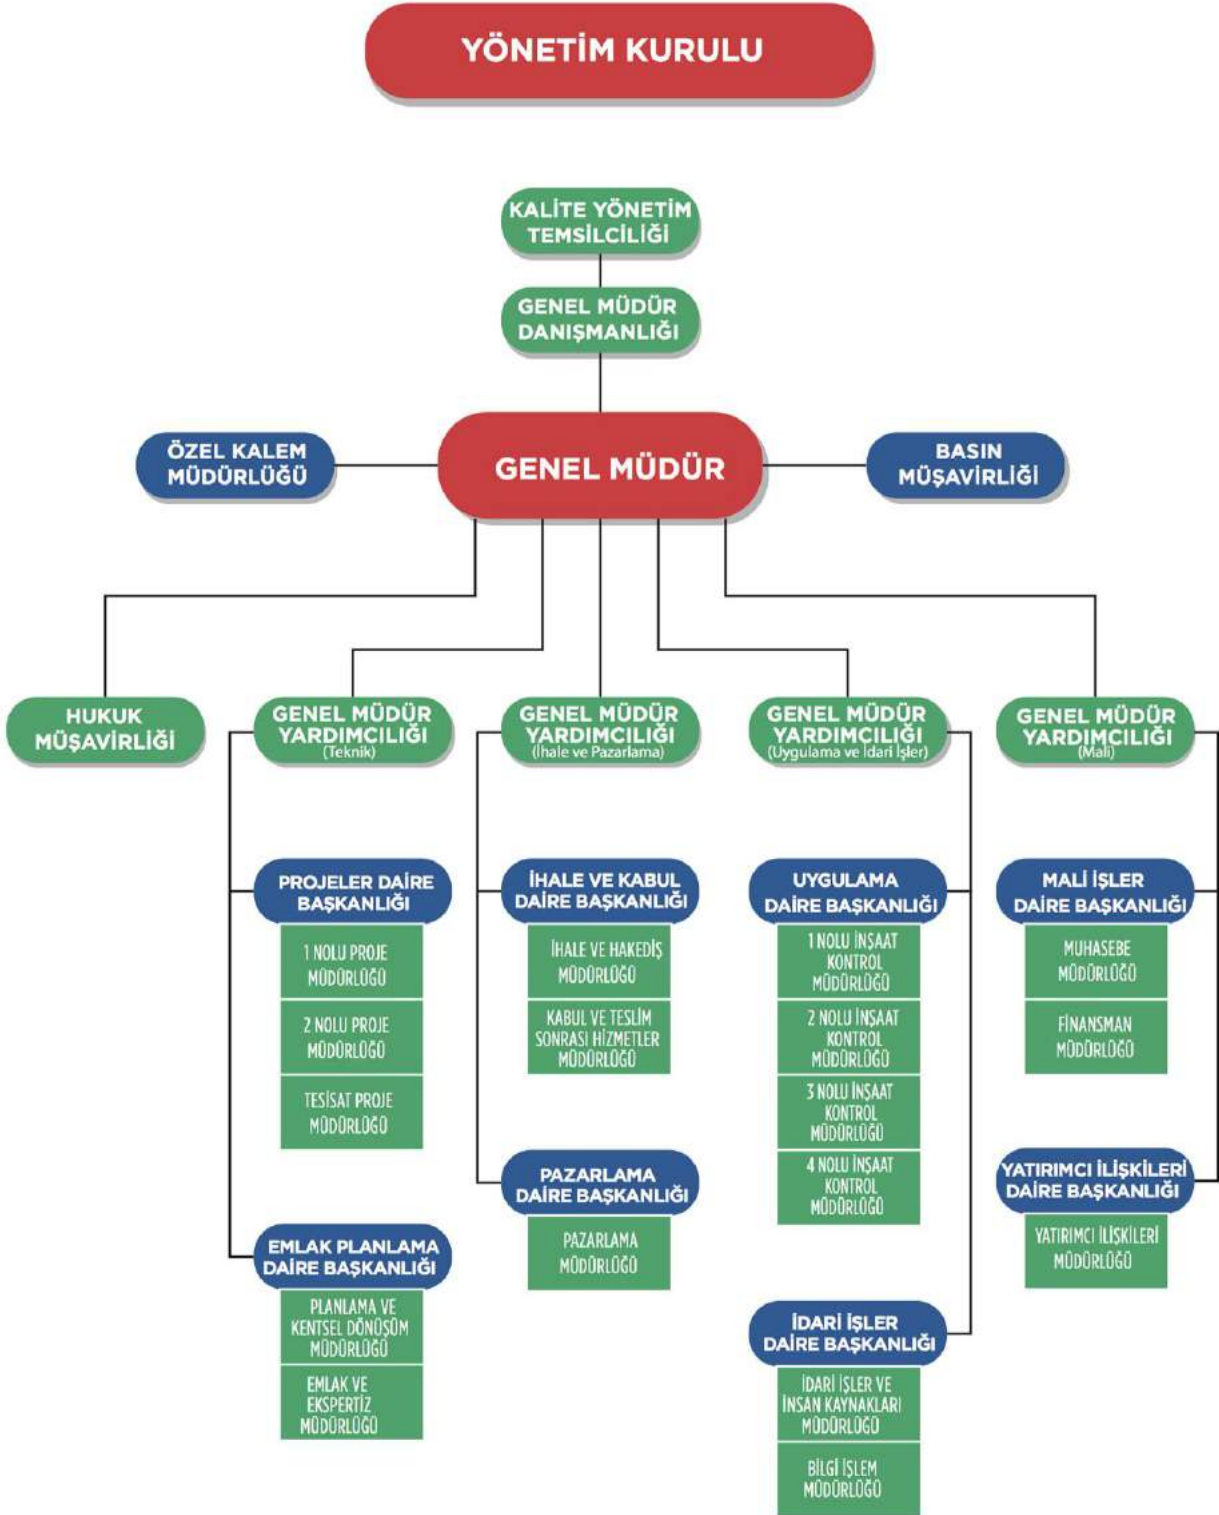 YÖNETİM KURULU
KALİTE YÖNETİM
TEMSİLCİLİĞİ
GENEL MÜDÜR
DANIŞMANLIĞI
ÖZEL KALEM
MÜDÜRLÜĞÜ
GENEL MÜDÜR
BASIN
MÜŞAVİRLİĞİ
HUKUK
MÜŞAVİRLİĞİ
GENEL MÜDÜR
YARDIMCILIĞI
(Teknik)
GENEL MÜDÜR
YARDIMCILIĞI
(İhale ve Pazarlama)
GENEL MÜDÜR
YARDIMCILIĞI
(Uygulama ve İdari İşler)
GENEL MÜDÜR
YARDIMCILIĞI
(Mali)
PROJELER DAİRE
BAŞKANLIĞI
1 NOLU PROJE
MÜDÜRLÜĞÜ
2 NOLU PROJE
MÜDÜRLÜĞÜ
TESİSAT PROJE
MÜDÜRLÜĞÜ
EMLAK PLANLAMA
DAİRE BAŞKANLIĞI
PLANLAMA VE
KENTSEL DÖNÜŞÜM
MÜDÜRLÜĞÜ
EMLAK VE
EKSPERTİZ
MÜDÜRLÜĞÜ
İHALE VE KABUL
DAİRE BAŞKANLIĞI
İHALE VE HAKEDİŞ
MÜDÜRLÜĞÜ
KABUL VE TESLİM
SONRASI HİZMETLER
MÜDÜRLÜĞÜ
PAZARLAMA
DAİRE BAŞKANLIĞI
PAZARLAMA
MÜDÜRLÜĞÜ
UYGULAMA
DAİRE BAŞKANLIĞI
1 NOLU İNŞAAT
KONTROL
MÜDÜRLÜĞÜ
2 NOLU İNŞAAT
KONTROL
MÜDÜRLÜĞÜ
3 NOLU İNŞAAT
KONTROL
MÜDÜRLÜĞÜ
4 NOLU İNŞAAT
KONTROL
MÜDÜRLÜĞÜ
İDARİ İŞLER
DAİRE BAŞKANLIĞI
İDARİ İŞLER VE
İNSAN KAYNAKLARI
MÜDÜRLÜĞÜ
BİLGİ İŞLEM
MÜDÜRLÜĞÜ
MALİ İŞLER
DAİRE BAŞKANLIĞI
MUHASEBE
MÜDÜRLÜĞÜ
FİNANSMAN
MÜDÜRLÜĞÜ
YATIRIMCI İLİŞKİLERİ
DAİRE BAŞKANLIĞI
YATIRIMCI İLİŞKİLERİ
MÜDÜRLÜĞÜ